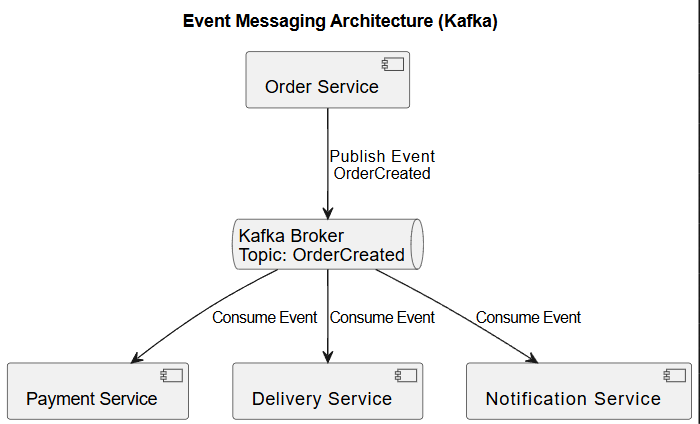 Event Messaging Architecture (Kafka)
Order Service
Publish Event
OrderCreated
Kafka Broker
Topic: OrderCreated
Consume Event
Consume Event
Consume Event
Payment Service
Delivery Service
Notification Service